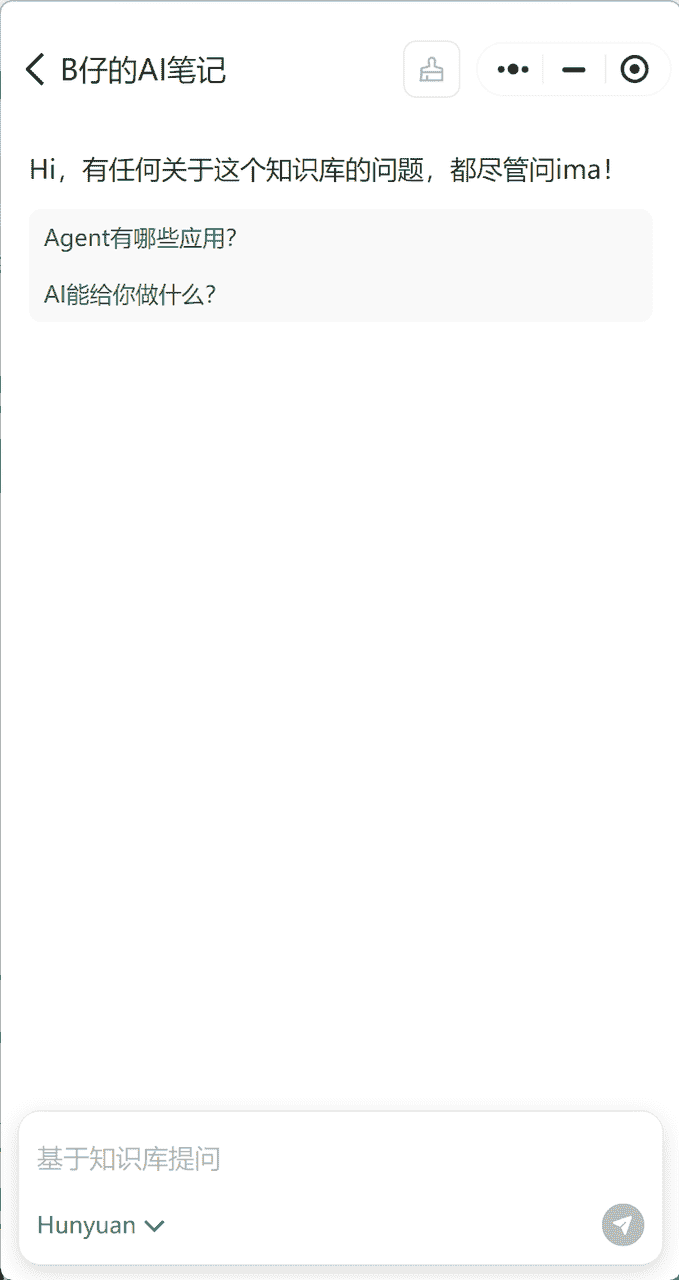 B仔的AI笔记
Hi，有任何关于这个知识库的问题，都尽管问ima！
Agent有哪些应用？
AI能给你做什么？
基于知识库提问
Hunyuan